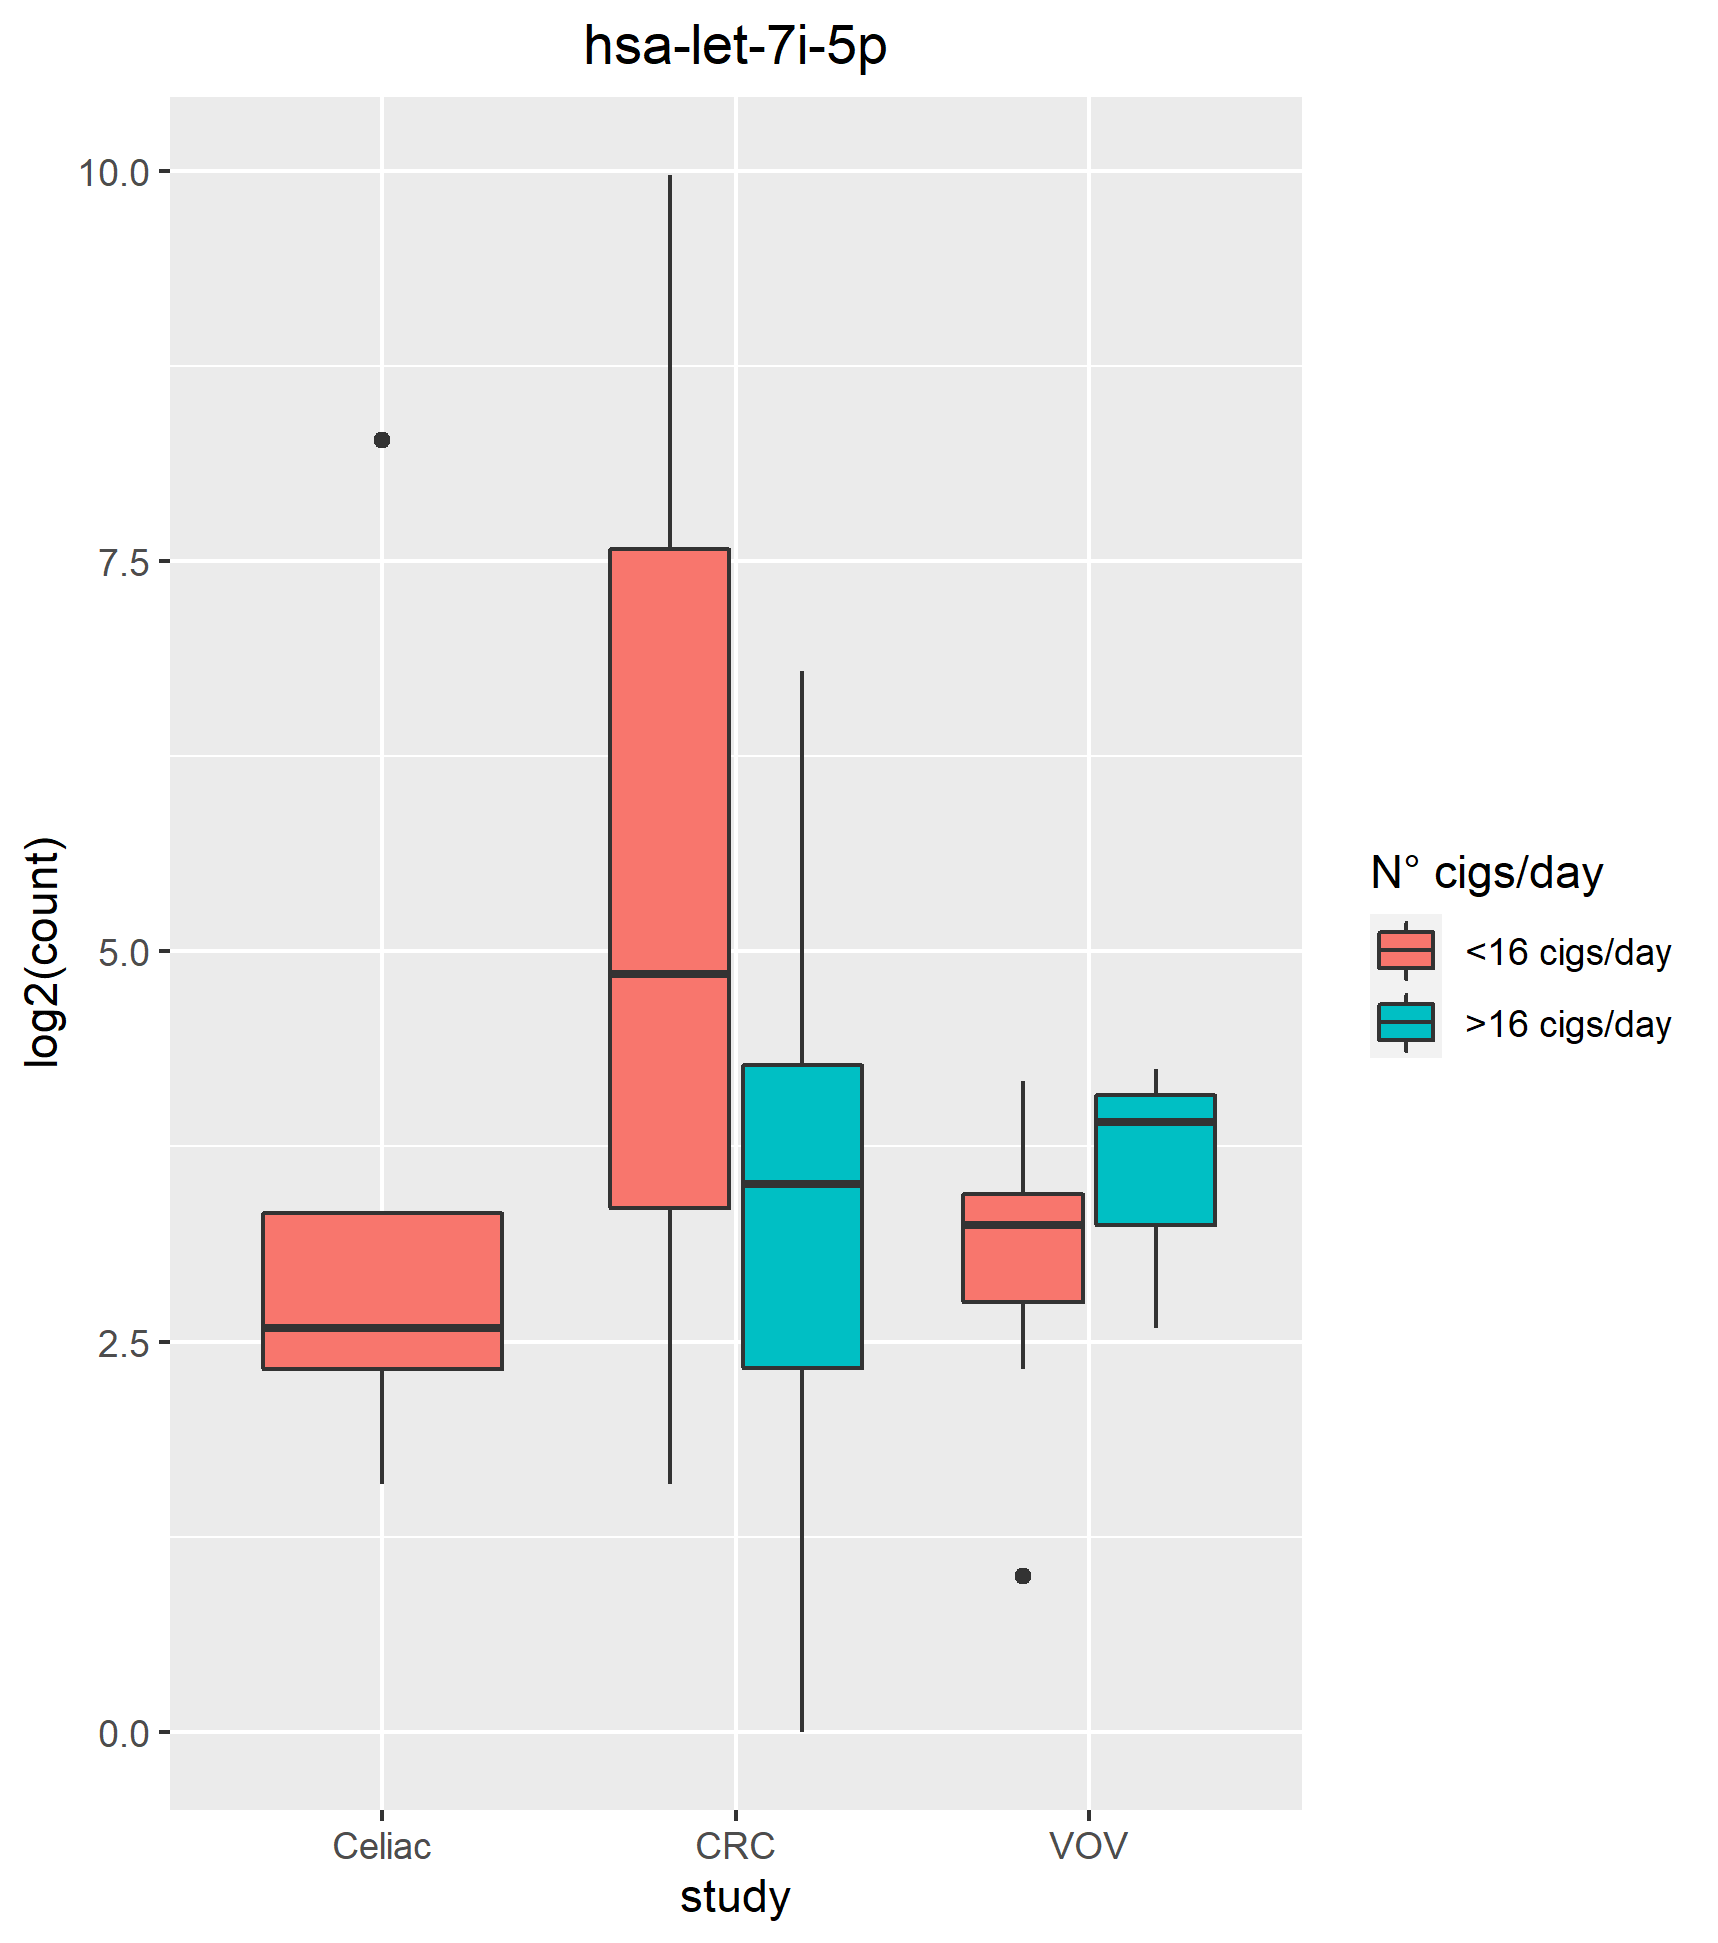 hsa-let-7i-5p
10.0
7.5
5.0
2.5
0.0
log2(count)
Celiac
CRC
VOV
study
N° cigs/day
<16 cigs/day
>16 cigs/day